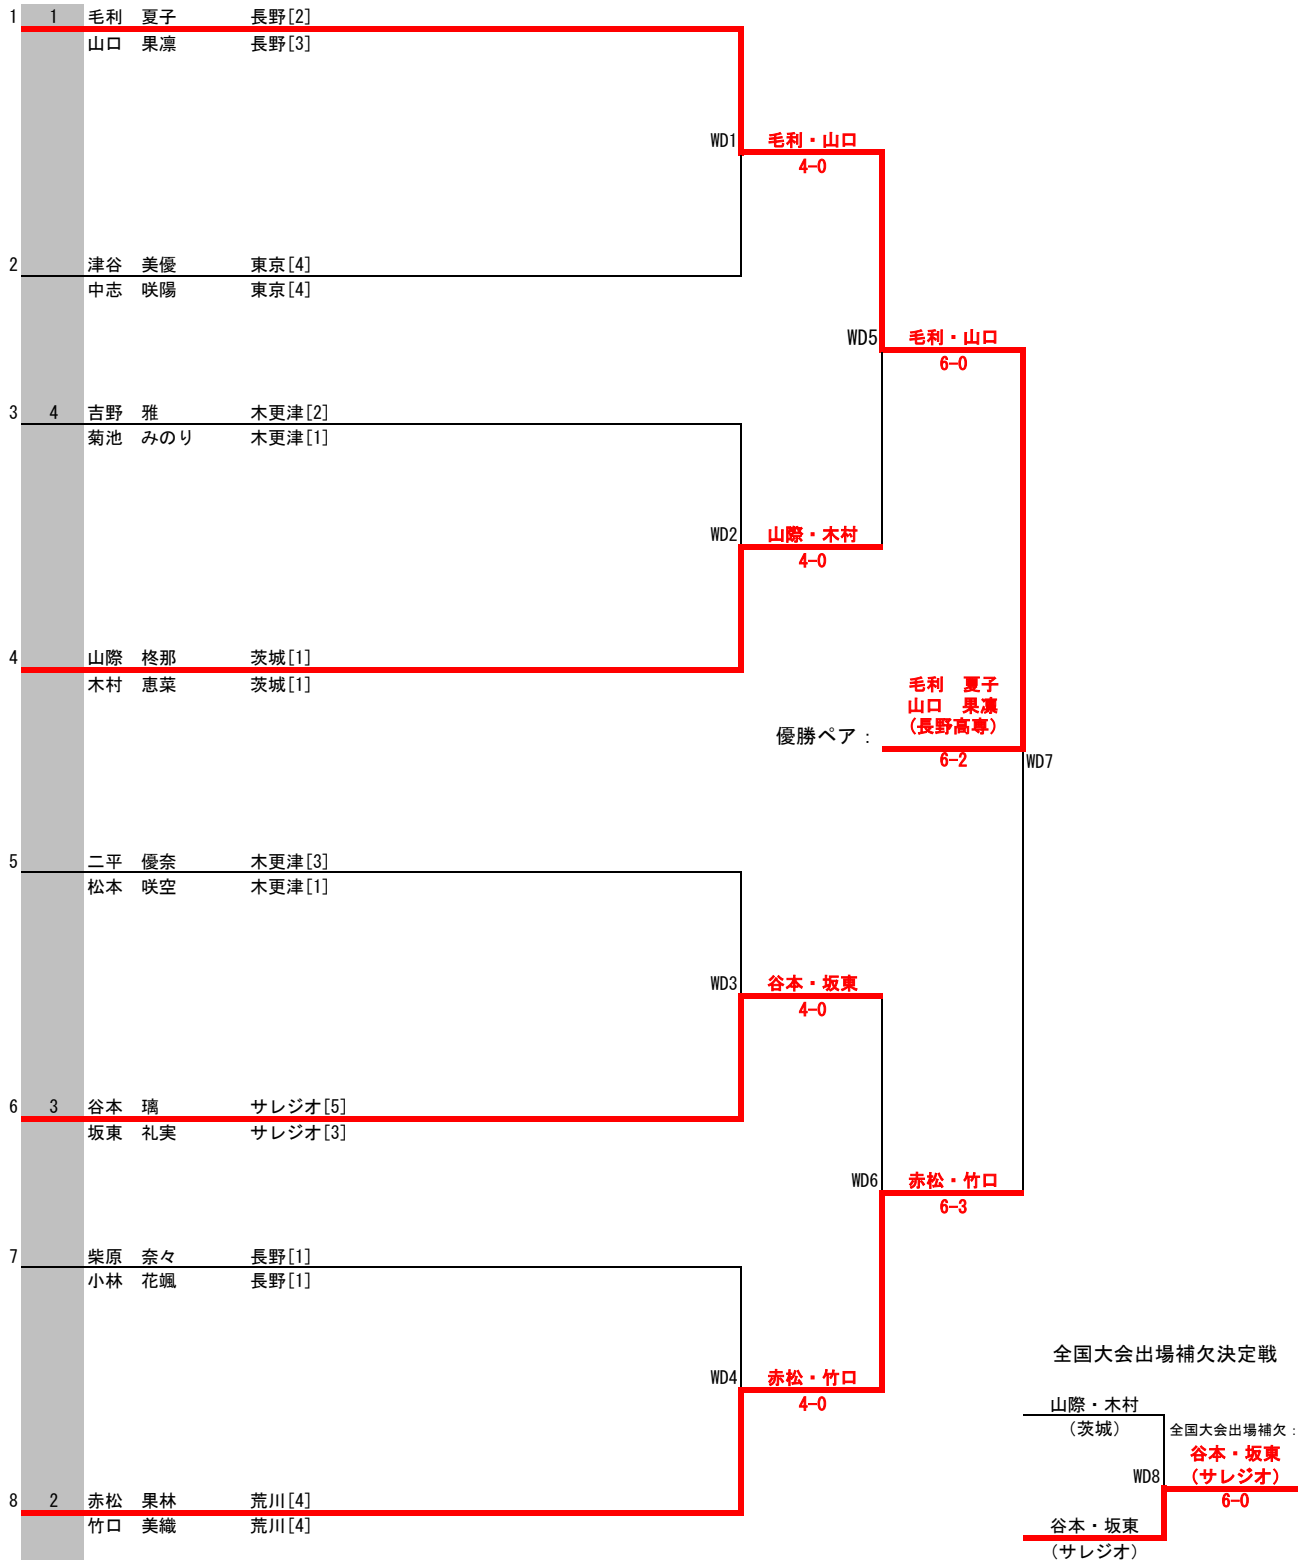 1 1 毛利　夏子 長野[2]
山口　果凛 長野[3]
WD1 毛利・山口
4-0
2 津谷　美優 東京[4]
中志　咲陽 東京[4]
WD5 毛利・山口
6-0
3 4 吉野　雅 木更津[2]
菊池　みのり 木更津[1]
WD2 山際・木村
4-0
4 山際　柊那 茨城[1]
木村　恵菜 茨城[1]
毛利　夏子
山口　果凛
(長野高専)
優勝ペア：
6-2 WD7
5 二平　優奈 木更津[3]
松本　咲空 木更津[1]
WD3 谷本・坂東
4-0
6 3 谷本　璃 サレジオ[5]
坂東　礼実 サレジオ[3]
WD6 赤松・竹口
6-3
7 柴原　奈々 長野[1]
小林　花颯 長野[1]
WD4 赤松・竹口
4-0
8 2 赤松　果林 荒川[4]
竹口　美織 荒川[4]
全国大会出場補欠決定戦
山際・木村
(茨城)
全国大会出場補欠：
谷本・坂東
WD8 (サレジオ)
6-0
谷本・坂東
(サレジオ)